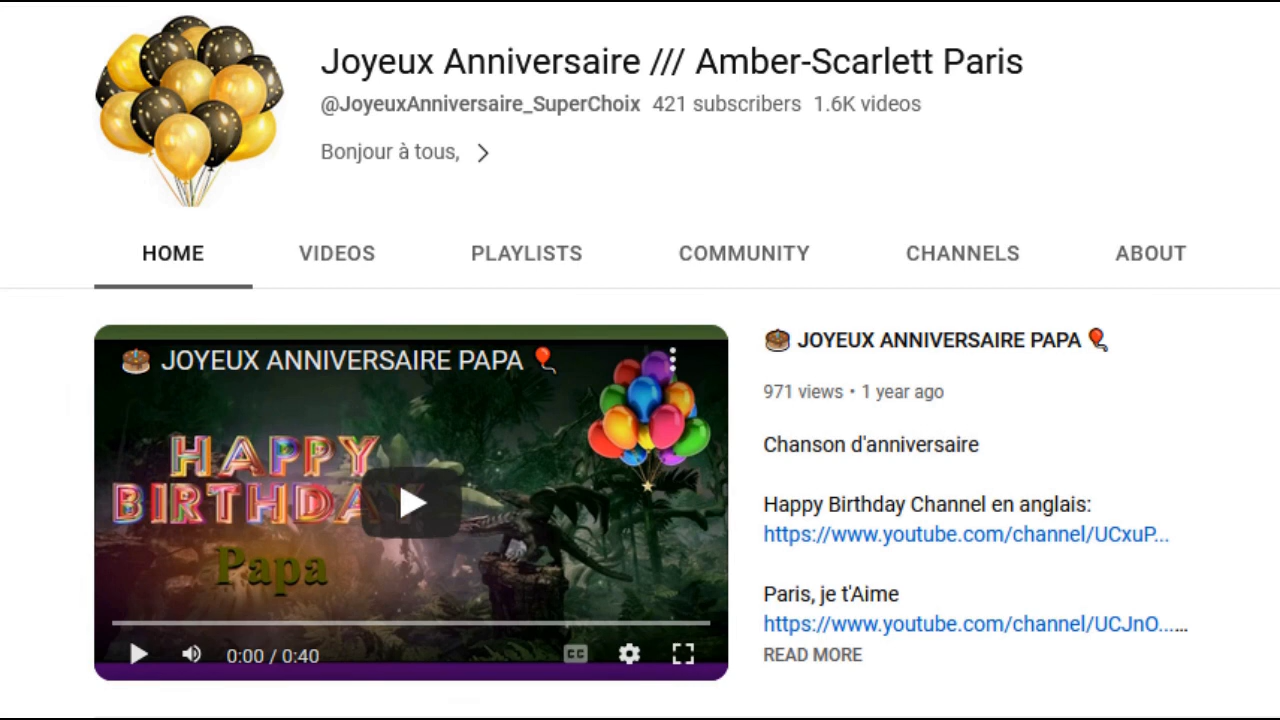 Joyeux Anniversaire /// Amber-Scarlett Paris
@JoyeuxAnniversaire_SuperChoix 421 subscribers 1.6K videos
Bonjour à tous,
HOME VIDEOS PLAYLISTS COMMUNITY CHANNELS ABOUT
🎂 JOYEUX ANNIVERSAIRE PAPA 🎈
HAPPY
BIRTHDAY
Papa
0:00 / 0:40
CC
🎂 JOYEUX ANNIVERSAIRE PAPA 🎈
971 views • 1 year ago
Chanson d'anniversaire
Happy Birthday Channel en anglais:
https://www.youtube.com/channel/UCxuP...
Paris, je t'Aime
https://www.youtube.com/channel/UCJnO......
READ MORE